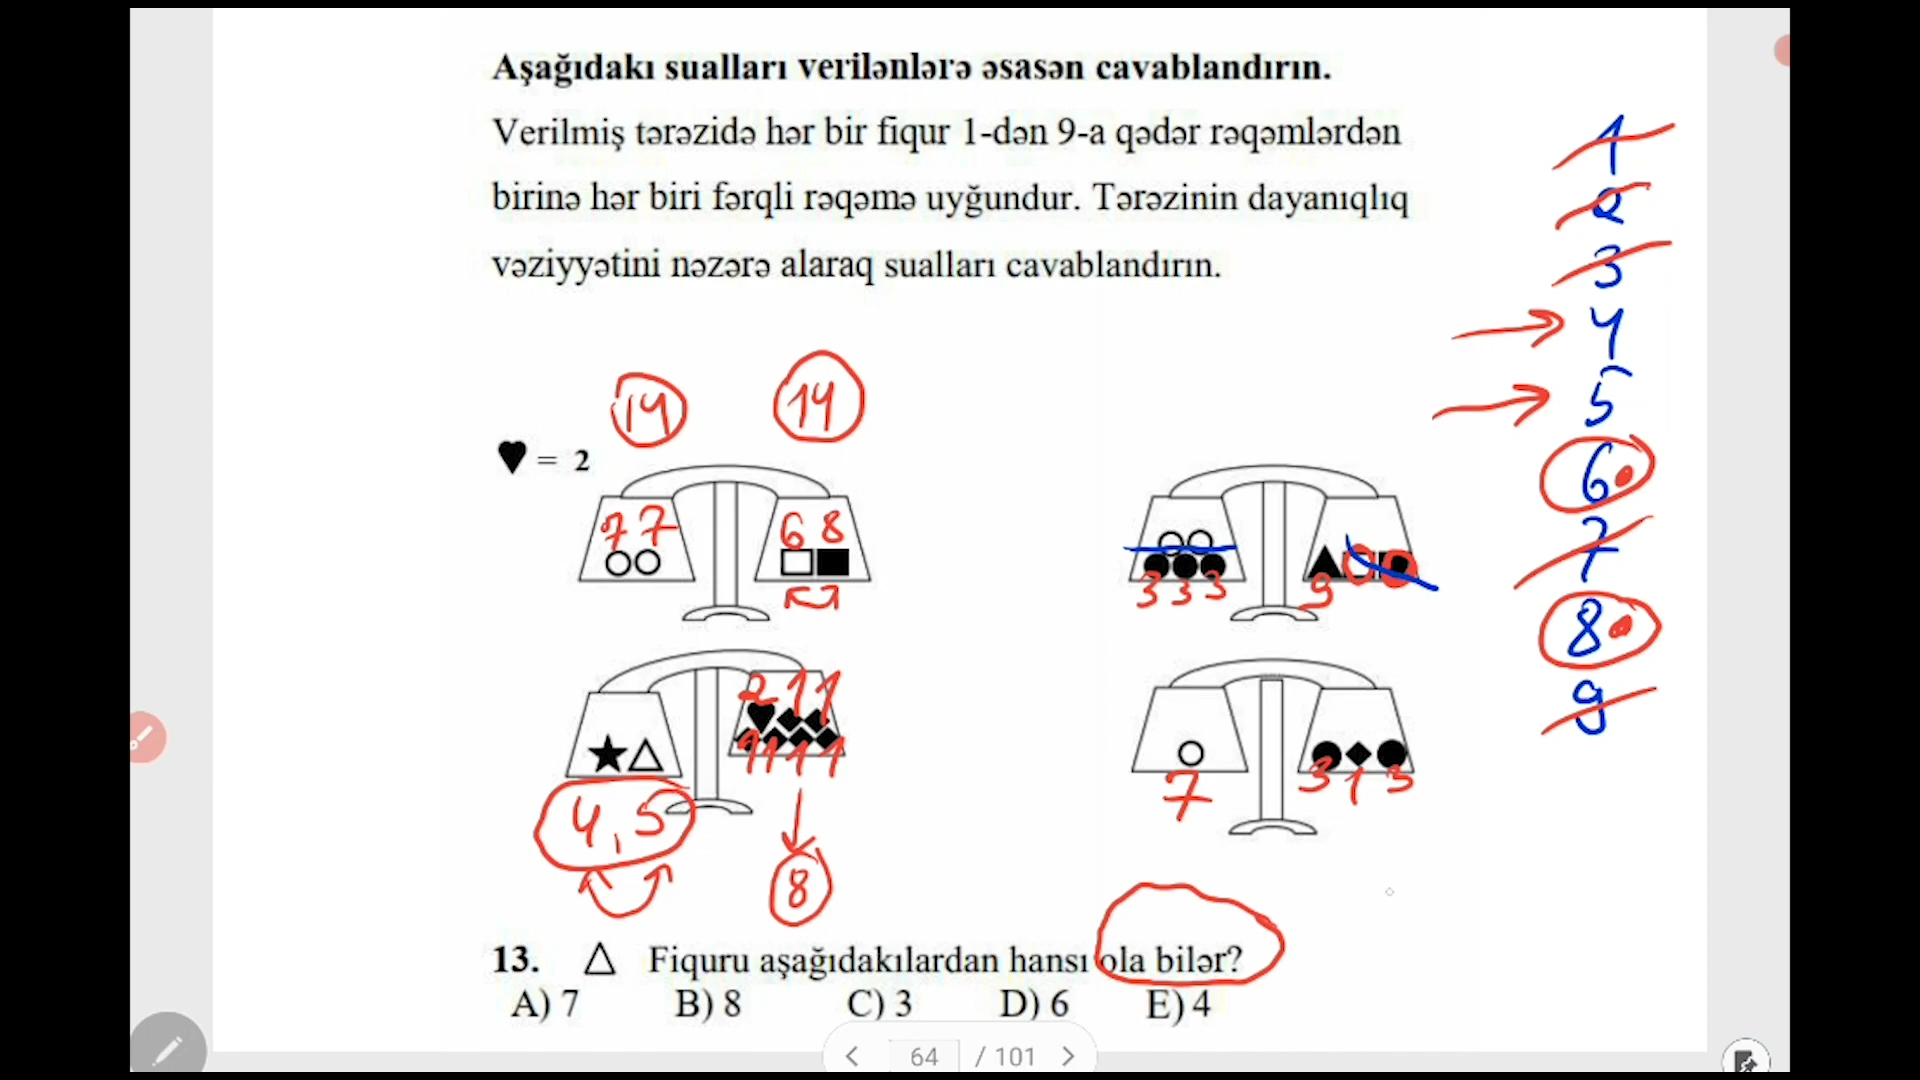 Aşağıdakı sualları verilənlərə əsasən cavablandırın.
Verilmiş tərəzidə hər bir fiqur 1-dən 9-a qədər rəqəmlərdən
birinə hər biri fərqli rəqəmə uyğundur. Tərəzinin dayanıqlıq
vəziyyətini nəzərə alaraq sualları cavablandırın.
1
2
3
4
5
6
7
8
9
14 14
♥ = 2
7 7 6 8
3 3 3 9
2 1 1
1 1 1 1
4, 5
8
7 3 1 3
13. △ Fiquru aşağıdakılardan hansı ola bilər?
A) 7 B) 8 C) 3 D) 6 E) 4
64 / 101